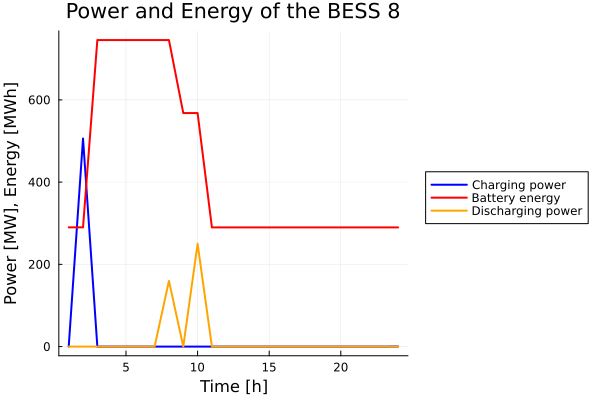 Power and Energy of the BESS 8
Power [MW], Energy [MWh]
600
400
200
0
5
10
15
20
Time [h]
Charging power
Battery energy
Discharging power